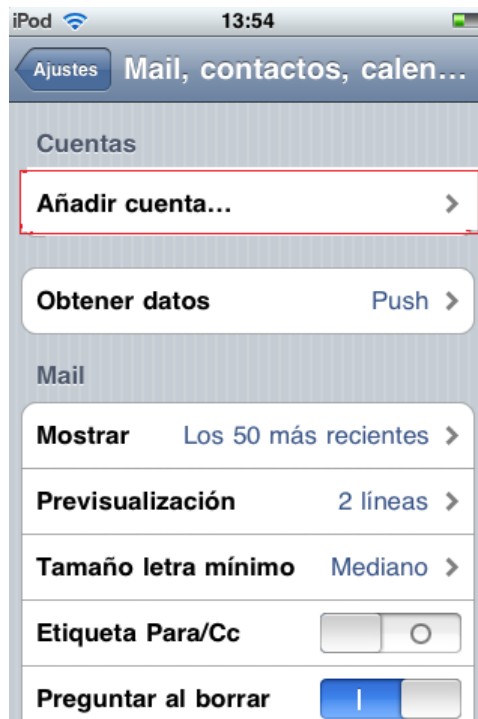 iPod 13:54
Ajustes Mail, contactos, calen...
Cuentas
Añadir cuenta...
Obtener datos Push
Mail
Mostrar Los 50 más recientes
Previsualización 2 líneas
Tamaño letra mínimo Mediano
Etiqueta Para/Cc
Preguntar al borrar